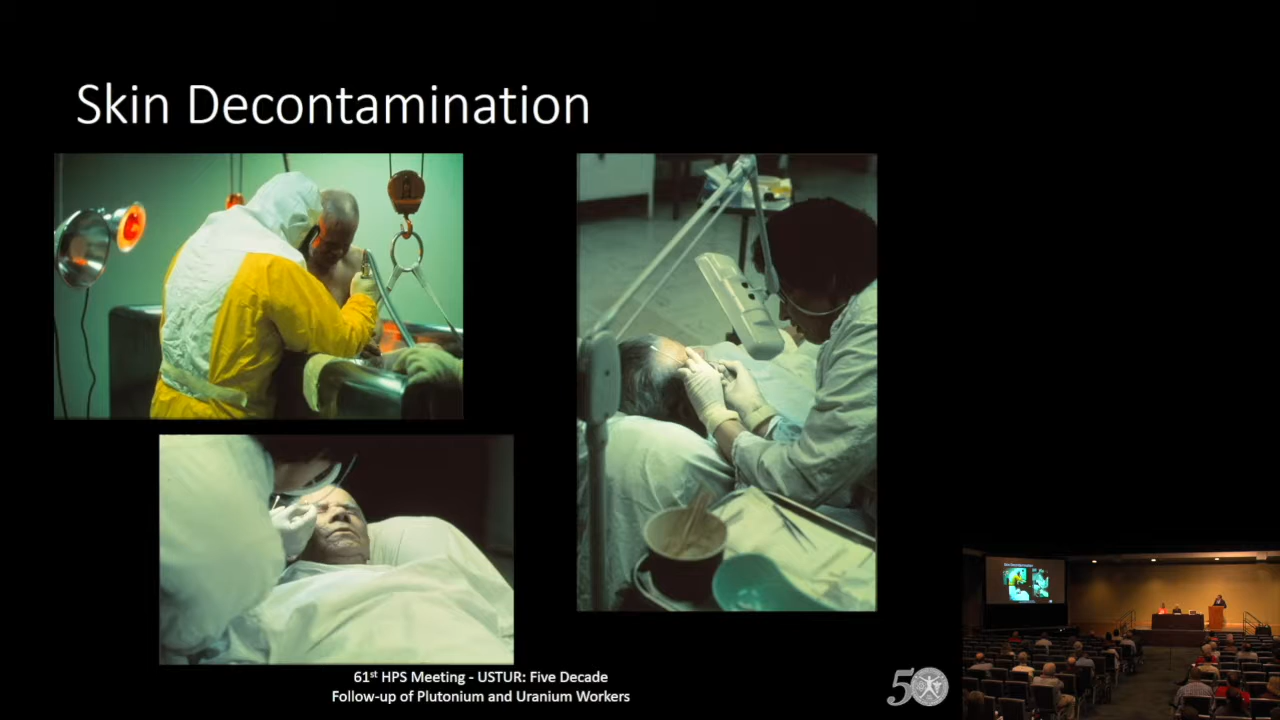 Skin Decontamination
61st HPS Meeting - USTUR: Five Decade
Follow-up of Plutonium and Uranium Workers
50